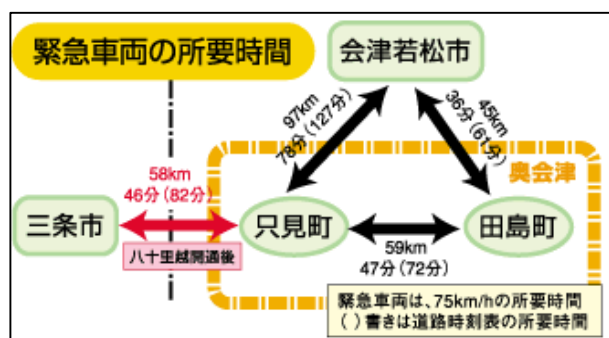 緊急車両の所要時間
会津若松市
97km
78分(127分)
45km
36分(61分)
奥会津
58km
46分(82分)
三条市
只見町
田島町
八十里越開通後
59km
47分(72分)
緊急車両は、75km/hの所要時間
( )書きは道路時刻表の所要時間